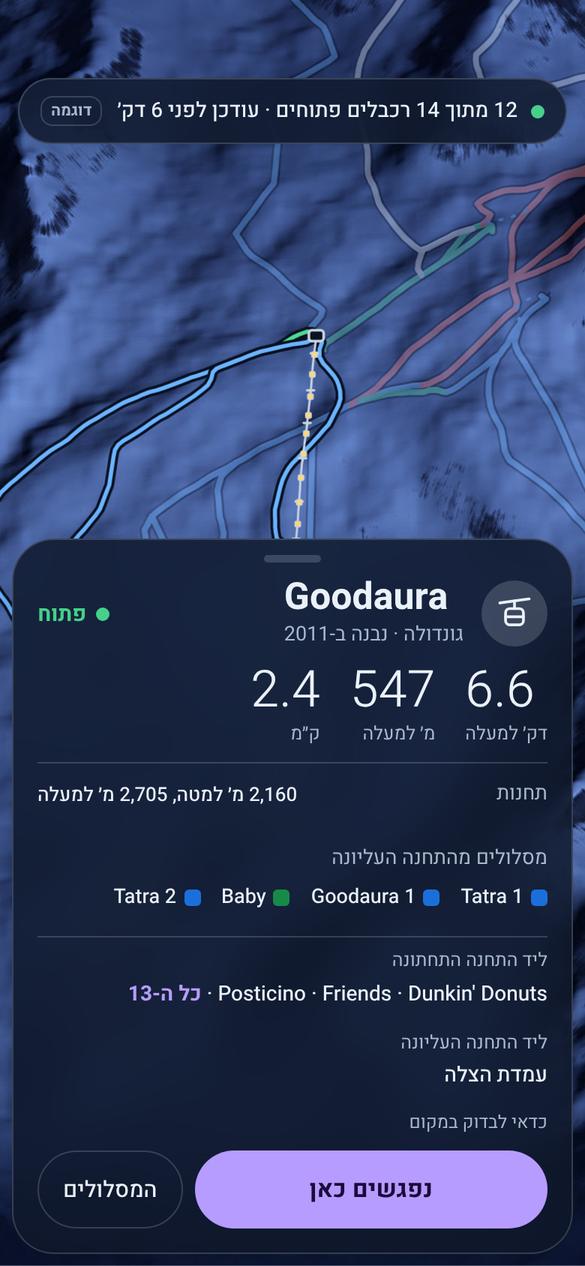 12 מתוך 14 רכבלים פתוחים · עודכן לפני 6 דק׳ דוגמה
Goodaura
פתוח
גונדולה · נבנה ב-2011
6.6 547 2.4
דק׳ למעלה מ׳ למעלה ק״מ
תחנות 2,160 מ׳ למטה, 2,705 מ׳ למעלה
מסלולים מהתחנה העליונה
Tatra 1 Goodaura 1 Baby Tatra 2
ליד התחנה התחתונה
Posticino · Friends · Dunkin' Donuts · כל ה-13
ליד התחנה העליונה
עמדת הצלה
כדאי לבדוק במקום
נפגשים כאן המסלולים